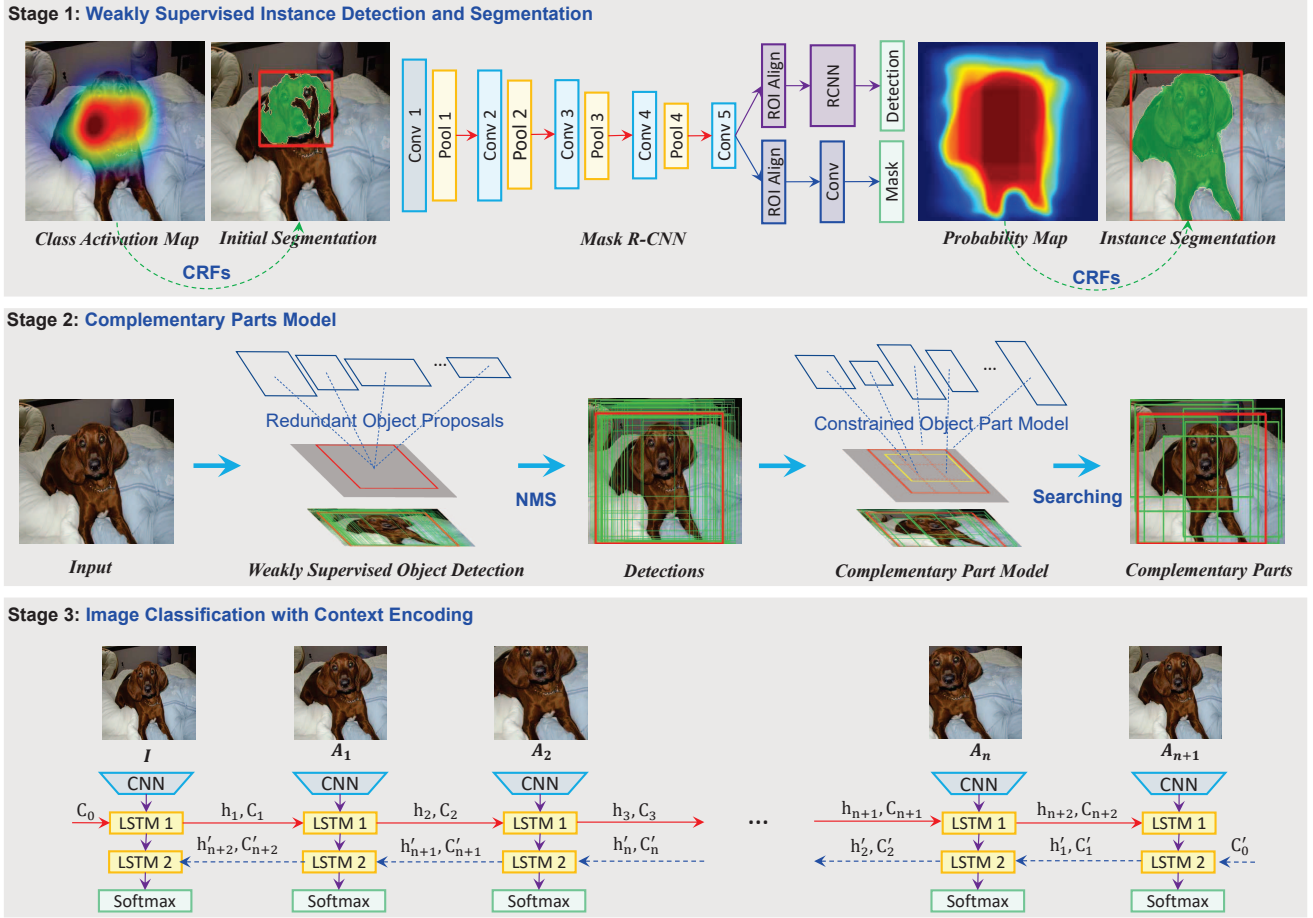 Stage 1: Weakly Supervised Instance Detection and Segmentation
Conv 1
Pool 1
Conv 2
Pool 2
Conv 3
Pool 3
Conv 4
Pool 4
Conv 5
ROI Align
RCNN
Detection
ROI Align
Conv
Mask
Class Activation Map
Initial Segmentation
Mask R-CNN
Probability Map
Instance Segmentation
CRFs
CRFs
Stage 2: Complementary Parts Model
...
Redundant Object Proposals
...
Constrained Object Part Model
NMS
Searching
Input
Weakly Supervised Object Detection
Detections
Complementary Part Model
Complementary Parts
Stage 3: Image Classification with Context Encoding
I
A₁
A₂
Aₙ
Aₙ₊₁
CNN
CNN
CNN
CNN
CNN
C₀
LSTM 1
h₁, C₁
LSTM 1
h₂, C₂
LSTM 1
h₃, C₃
...
hₙ₊₁, Cₙ₊₁
LSTM 1
hₙ₊₂, Cₙ₊₂
LSTM 1
LSTM 2
h′ₙ₊₂, C′ₙ₊₂
LSTM 2
h′ₙ₊₁, C′ₙ₊₁
LSTM 2
h′ₙ, C′ₙ
h′₂, C′₂
LSTM 2
h′₁, C′₁
LSTM 2
C′₀
Softmax
Softmax
Softmax
Softmax
Softmax